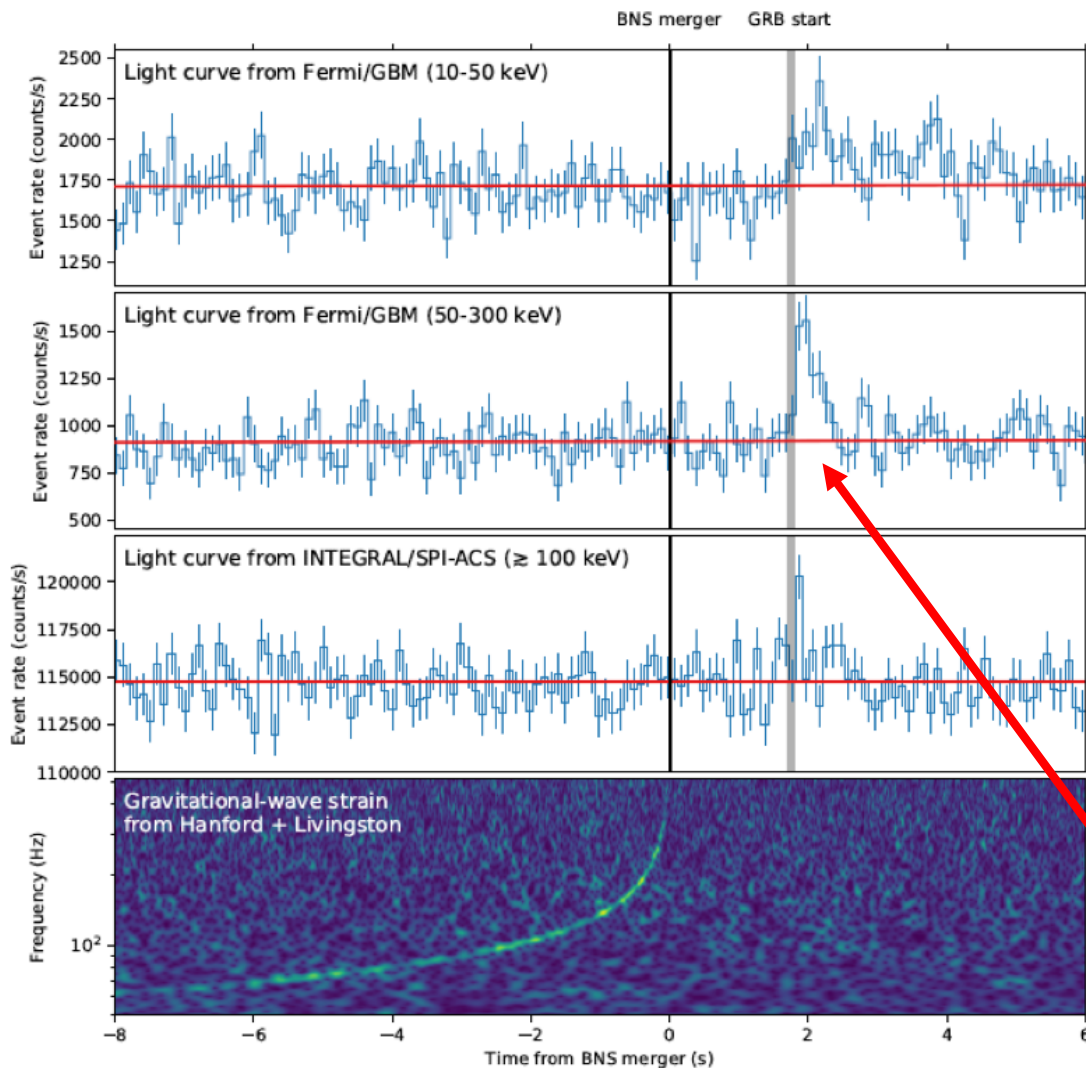 BNS merger GRB start
Light curve from Fermi/GBM (10-50 keV)
Event rate (counts/s)
2500
2250
2000
1750
1500
1250
Light curve from Fermi/GBM (50-300 keV)
Event rate (counts/s)
1500
1250
1000
750
500
Light curve from INTEGRAL/SPI-ACS (≳ 100 keV)
Event rate (counts/s)
120000
117500
115000
112500
110000
Gravitational-wave strain
from Hanford + Livingston
Frequency (Hz)
10²
−8 −6 −4 −2 0 2 4 6
Time from BNS merger (s)